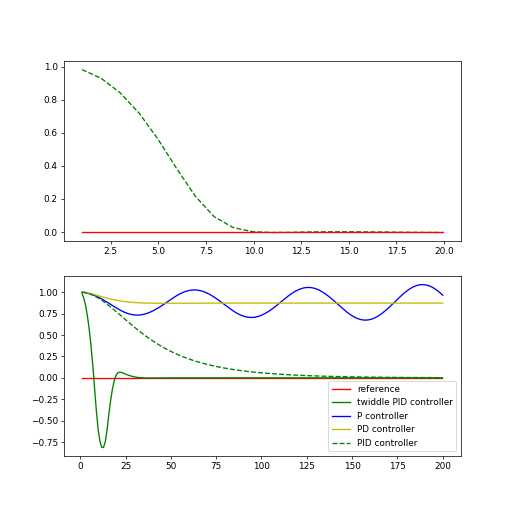 1.0
0.8
0.6
0.4
0.2
0.0
2.5 5.0 7.5 10.0 12.5 15.0 17.5 20.0
1.00
0.75
0.50
0.25
0.00
−0.25
−0.50
−0.75
reference
twiddle PID controller
P controller
PD controller
PID controller
0 25 50 75 100 125 150 175 200